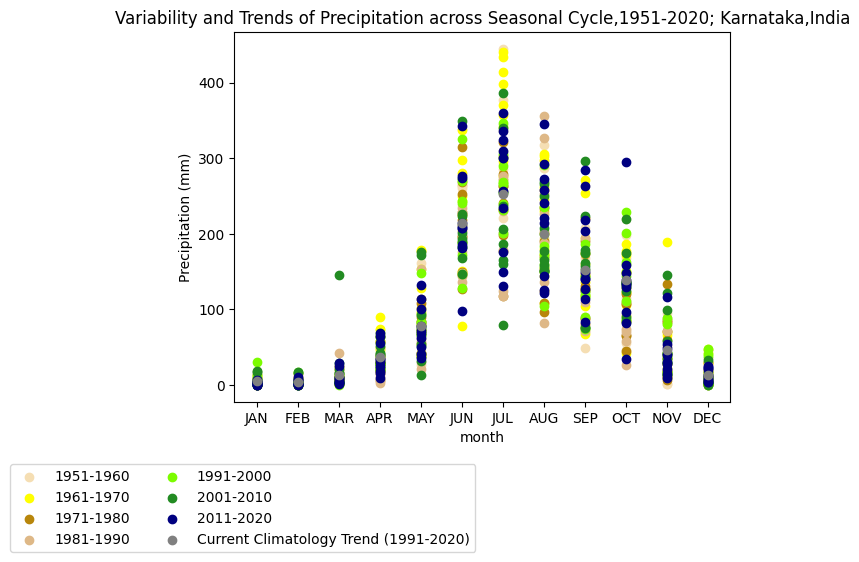 Variability and Trends of Precipitation across Seasonal Cycle,1951-2020; Karnataka,India
Precipitation (mm)
400
300
200
100
0
JAN FEB MAR APR MAY JUN JUL AUG SEP OCT NOV DEC
month
1951-1960
1961-1970
1971-1980
1981-1990
1991-2000
2001-2010
2011-2020
Current Climatology Trend (1991-2020)